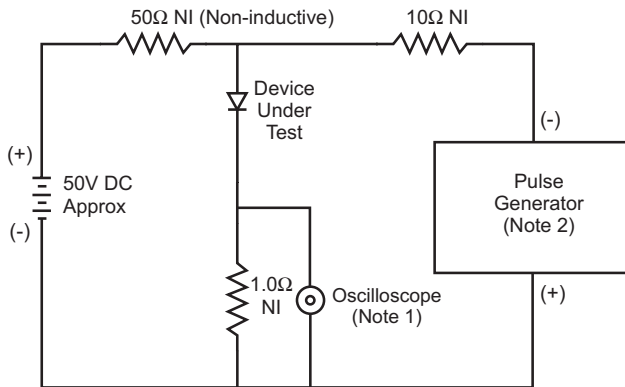 50Ω NI (Non-inductive)
10Ω NI
Device
Under
Test
(+)
50V DC
Approx
(-)
(-)
Pulse
Generator
(Note 2)
(+)
1.0Ω
NI
Oscilloscope
(Note 1)